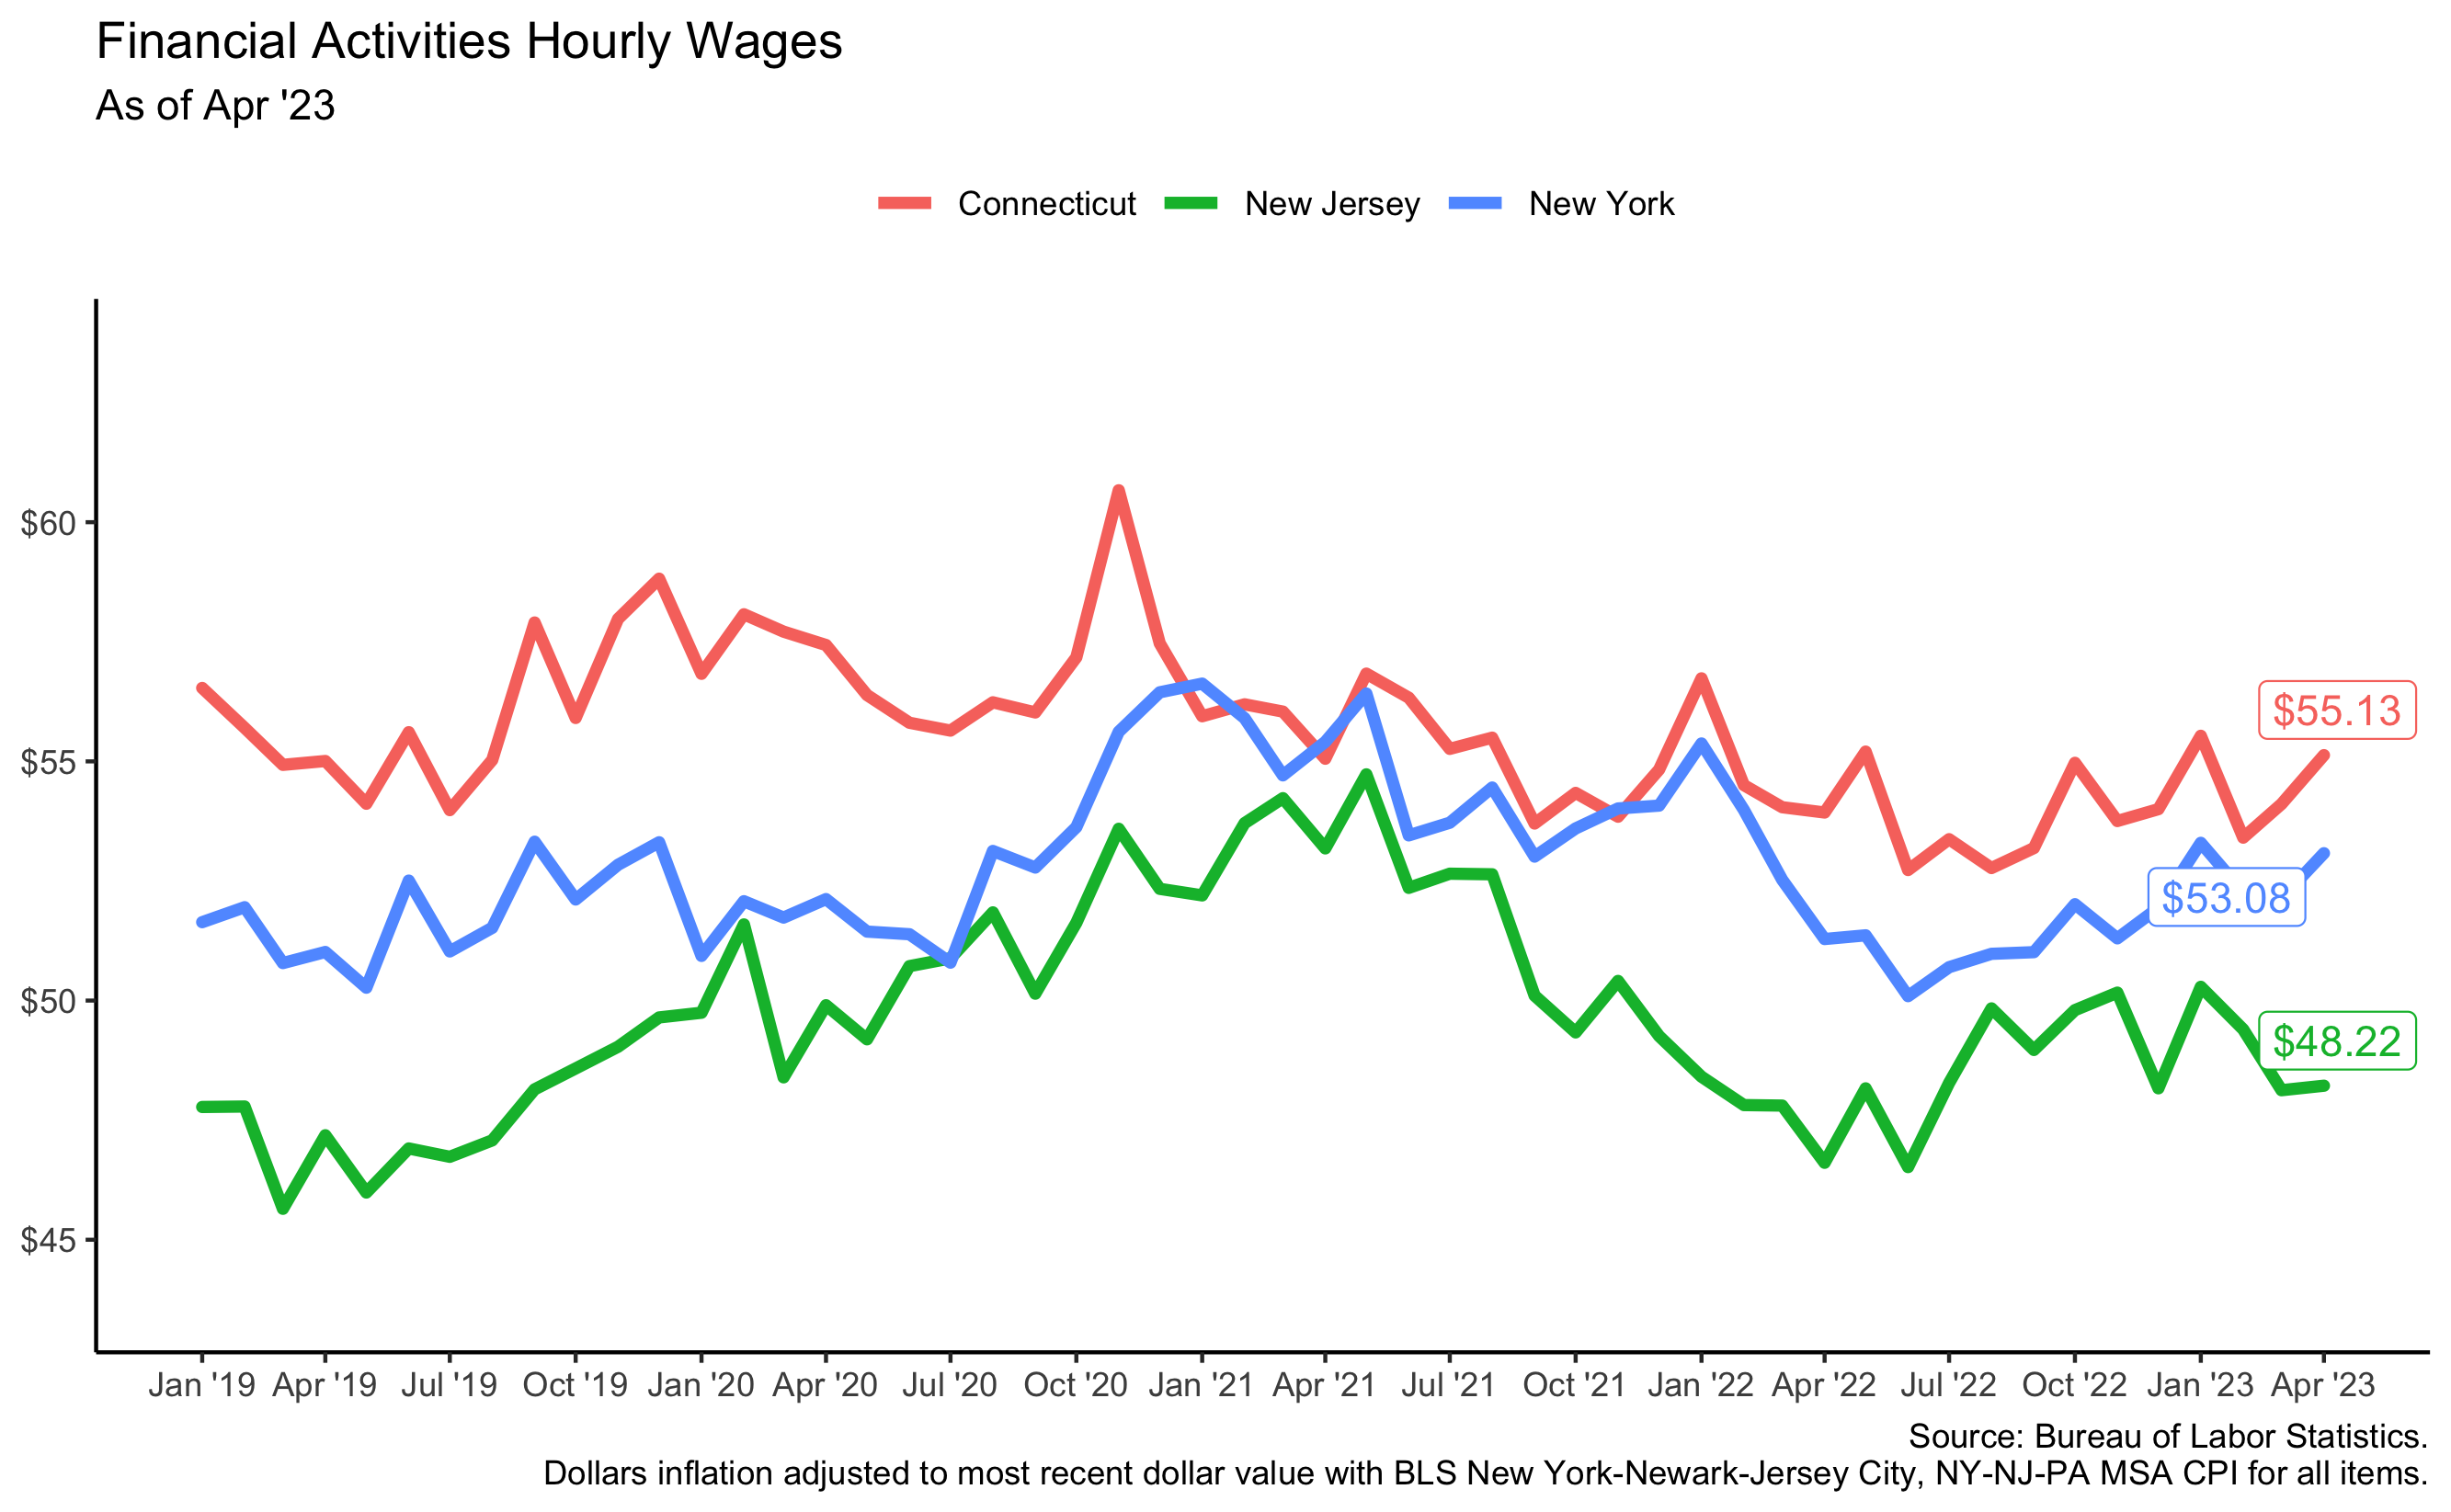 Financial Activities Hourly Wages
As of Apr '23
Connecticut New Jersey New York
$60
$55
$50
$45
$55.13
$53.08
$48.22
Jan '19 Apr '19 Jul '19 Oct '19 Jan '20 Apr '20 Jul '20 Oct '20 Jan '21 Apr '21 Jul '21 Oct '21 Jan '22 Apr '22 Jul '22 Oct '22 Jan '23 Apr '23
Source: Bureau of Labor Statistics.
Dollars inflation adjusted to most recent dollar value with BLS New York-Newark-Jersey City, NY-NJ-PA MSA CPI for all items.